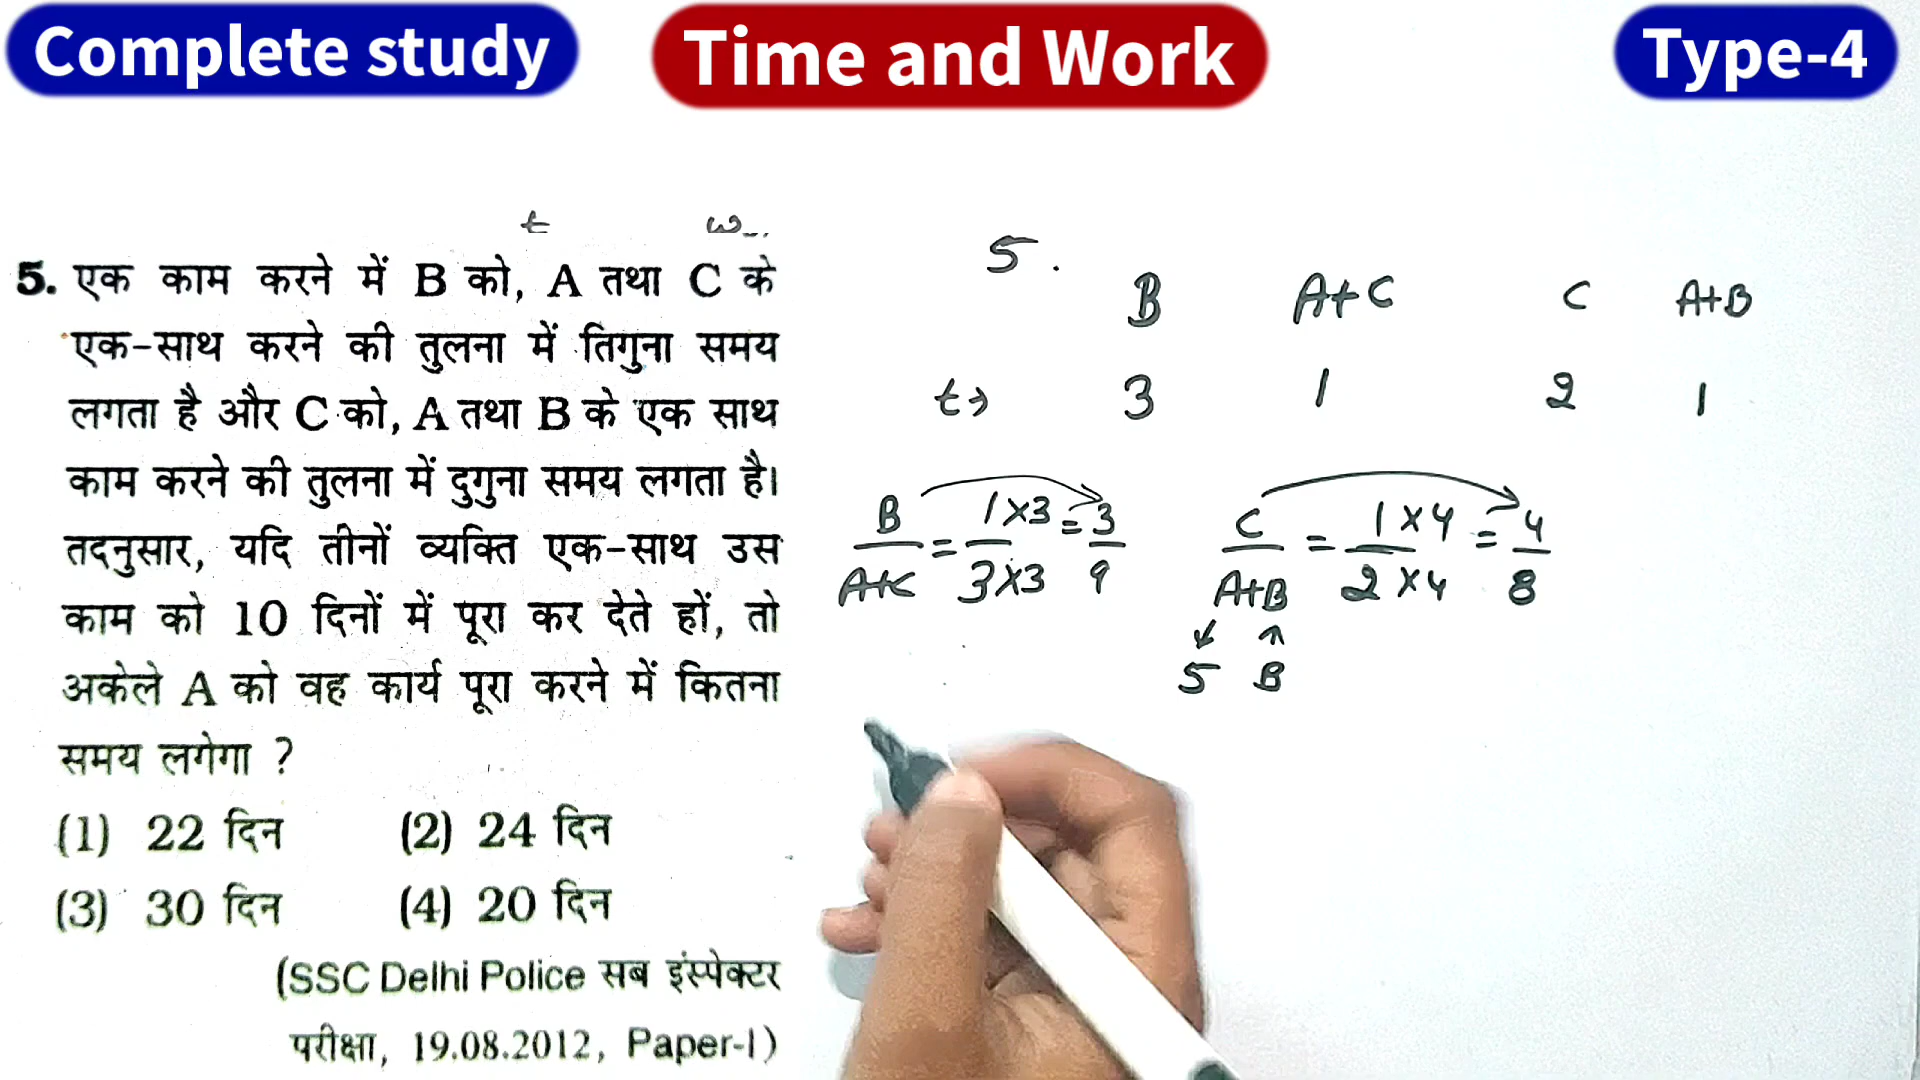 Complete study
Time and Work
Type-4
t w
5. एक काम करने में B को, A तथा C के
एक-साथ करने की तुलना में तिगुना समय
लगता है और C को, A तथा B के एक साथ
काम करने की तुलना में दुगुना समय लगता है।
तदनुसार, यदि तीनों व्यक्ति एक-साथ उस
काम को 10 दिनों में पूरा कर देते हों, तो
अकेले A को वह कार्य पूरा करने में कितना
समय लगेगा ?
(1) 22 दिन (2) 24 दिन
(3) 30 दिन (4) 20 दिन
(SSC Delhi Police सब इंस्पेक्टर
परीक्षा, 19.08.2012, Paper-I)
5.
B A+C C A+B
t→ 3 1 2 1
B/A+C = 1×3/3×3 = 3/9
C/A+B = 1×4/2×4 = 4/8
5 B